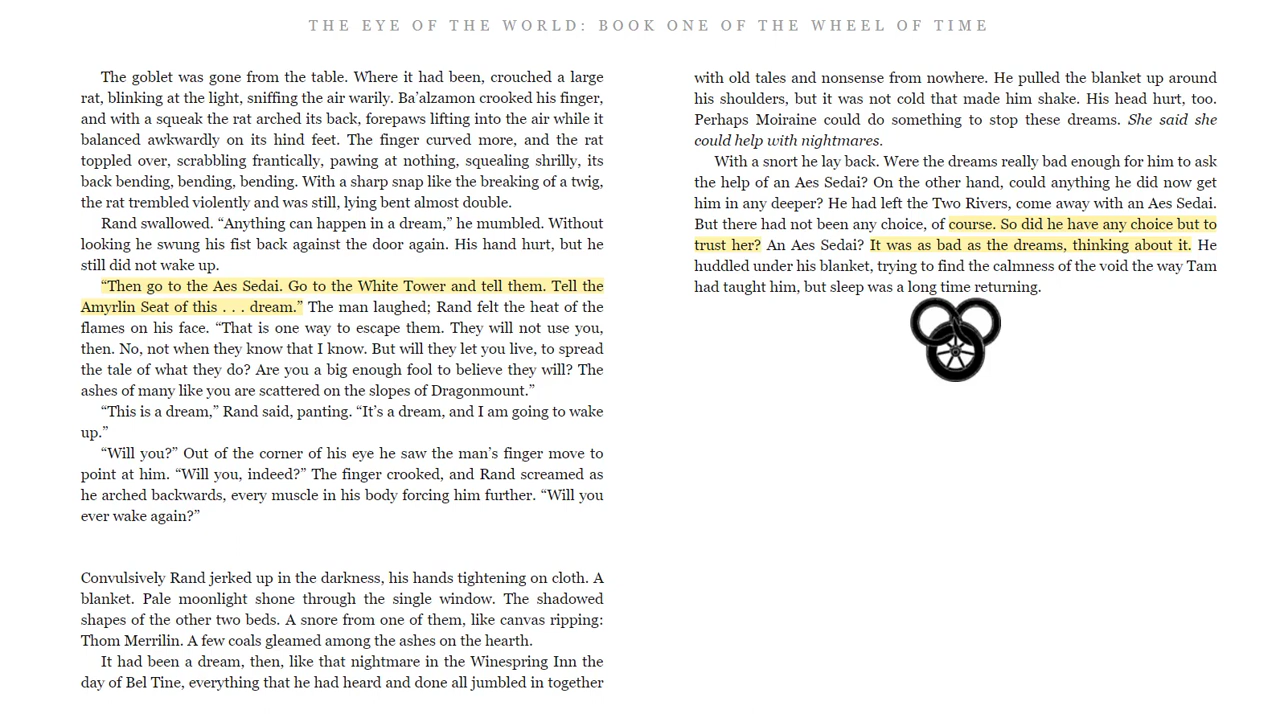 THE EYE OF THE WORLD: BOOK ONE OF THE WHEEL OF TIME
The goblet was gone from the table. Where it had been, crouched a large
rat, blinking at the light, sniffing the air warily. Ba’alzamon crooked his finger,
and with a squeak the rat arched its back, forepaws lifting into the air while it
balanced awkwardly on its hind feet. The finger curved more, and the rat
toppled over, scrabbling frantically, pawing at nothing, squealing shrilly, its
back bending, bending, bending. With a sharp snap like the breaking of a twig,
the rat trembled violently and was still, lying bent almost double.
Rand swallowed. “Anything can happen in a dream,” he mumbled. Without
looking he swung his fist back against the door again. His hand hurt, but he
still did not wake up.
“Then go to the Aes Sedai. Go to the White Tower and tell them. Tell the
Amyrlin Seat of this . . . dream.” The man laughed; Rand felt the heat of the
flames on his face. “That is one way to escape them. They will not use you,
then. No, not when they know that I know. But will they let you live, to spread
the tale of what they do? Are you a big enough fool to believe they will? The
ashes of many like you are scattered on the slopes of Dragonmount.”
“This is a dream,” Rand said, panting. “It’s a dream, and I am going to wake
up.”
“Will you?” Out of the corner of his eye he saw the man’s finger move to
point at him. “Will you, indeed?” The finger crooked, and Rand screamed as
he arched backwards, every muscle in his body forcing him further. “Will you
ever wake again?”
Convulsively Rand jerked up in the darkness, his hands tightening on cloth. A
blanket. Pale moonlight shone through the single window. The shadowed
shapes of the other two beds. A snore from one of them, like canvas ripping:
Thom Merrilin. A few coals gleamed among the ashes on the hearth.
It had been a dream, then, like that nightmare in the Winespring Inn the
day of Bel Tine, everything that he had heard and done all jumbled in together
with old tales and nonsense from nowhere. He pulled the blanket up around
his shoulders, but it was not cold that made him shake. His head hurt, too.
Perhaps Moiraine could do something to stop these dreams. She said she
could help with nightmares.
With a snort he lay back. Were the dreams really bad enough for him to ask
the help of an Aes Sedai? On the other hand, could anything he did now get
him in any deeper? He had left the Two Rivers, come away with an Aes Sedai.
But there had not been any choice, of course. So did he have any choice but to
trust her? An Aes Sedai? It was as bad as the dreams, thinking about it. He
huddled under his blanket, trying to find the calmness of the void the way Tam
had taught him, but sleep was a long time returning.